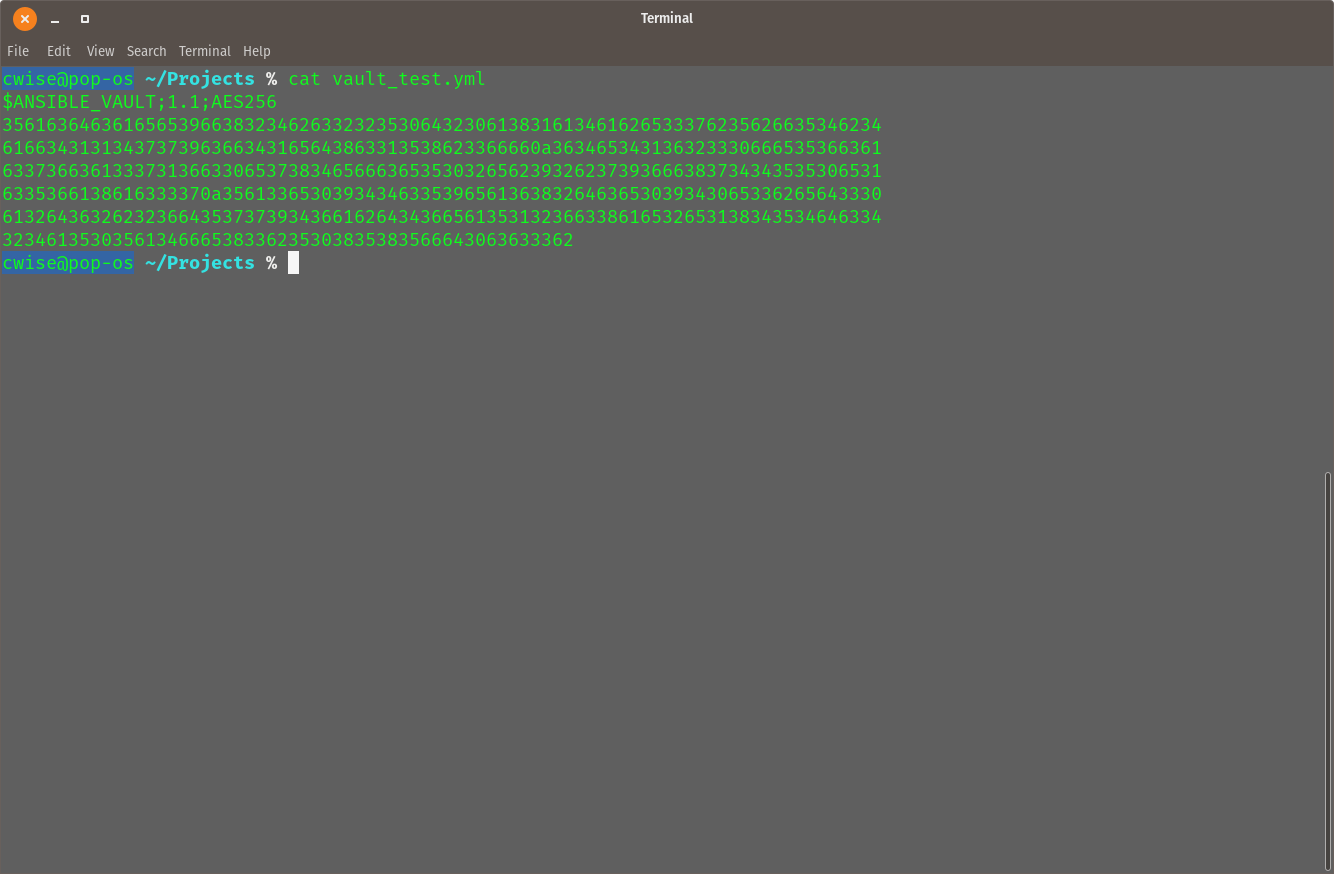 Terminal
File Edit View Search Terminal Help
cwise@pop-os ~/Projects % cat vault_test.yml
$ANSIBLE_VAULT;1.1;AES256
35616364636165653966383234626332323530643230613831613461626533376235626635346234
6166343131343737396366343165643863313538623366660a363465343136323330666535366361
63373663613337313663306537383465666365353032656239326237393666383734343535306531
6335366138616333370a356133653039343463353965613638326463653039343065336265643330
61326436326232366435373739343661626434366561353132366338616532653138343534646334
3234613530356134666538336235303835383566643063633362
cwise@pop-os ~/Projects %